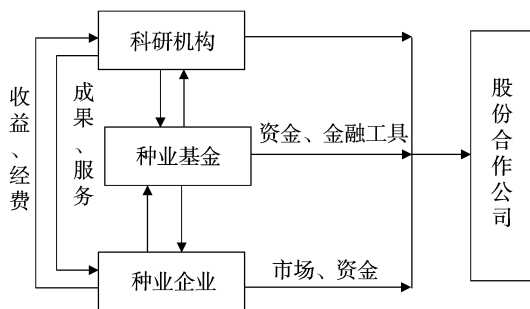 科研机构
收益、经费
成果、服务
种业基金
资金、金融工具
股份合作公司
种业企业
市场、资金